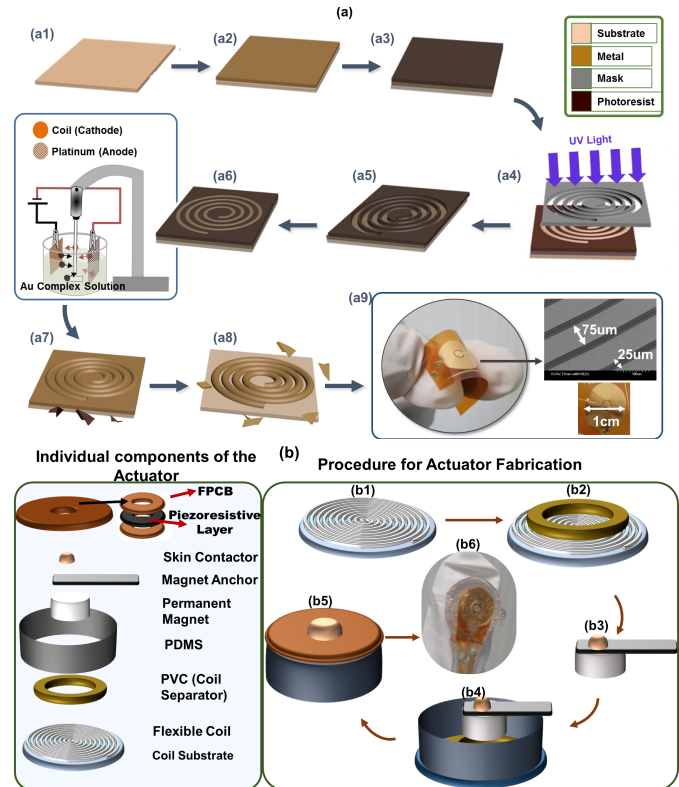 (a)
(a1)
(a2)
(a3)
Substrate
Metal
Mask
Photoresist
Coil (Cathode)
Platinum (Anode)
Au Complex Solution
(a6)
(a5)
UV Light
(a4)
(a7)
(a8)
(a9)
75um
25um
1cm
(b)
Individual components of the
Actuator
FPCB
Piezoresistive
Layer
Skin Contactor
Magnet Anchor
Permanent
Magnet
PDMS
PVC (Coil
Separator)
Flexible Coil
Coil Substrate
Procedure for Actuator Fabrication
(b1)
(b2)
(b6)
(b5)
(b3)
(b4)